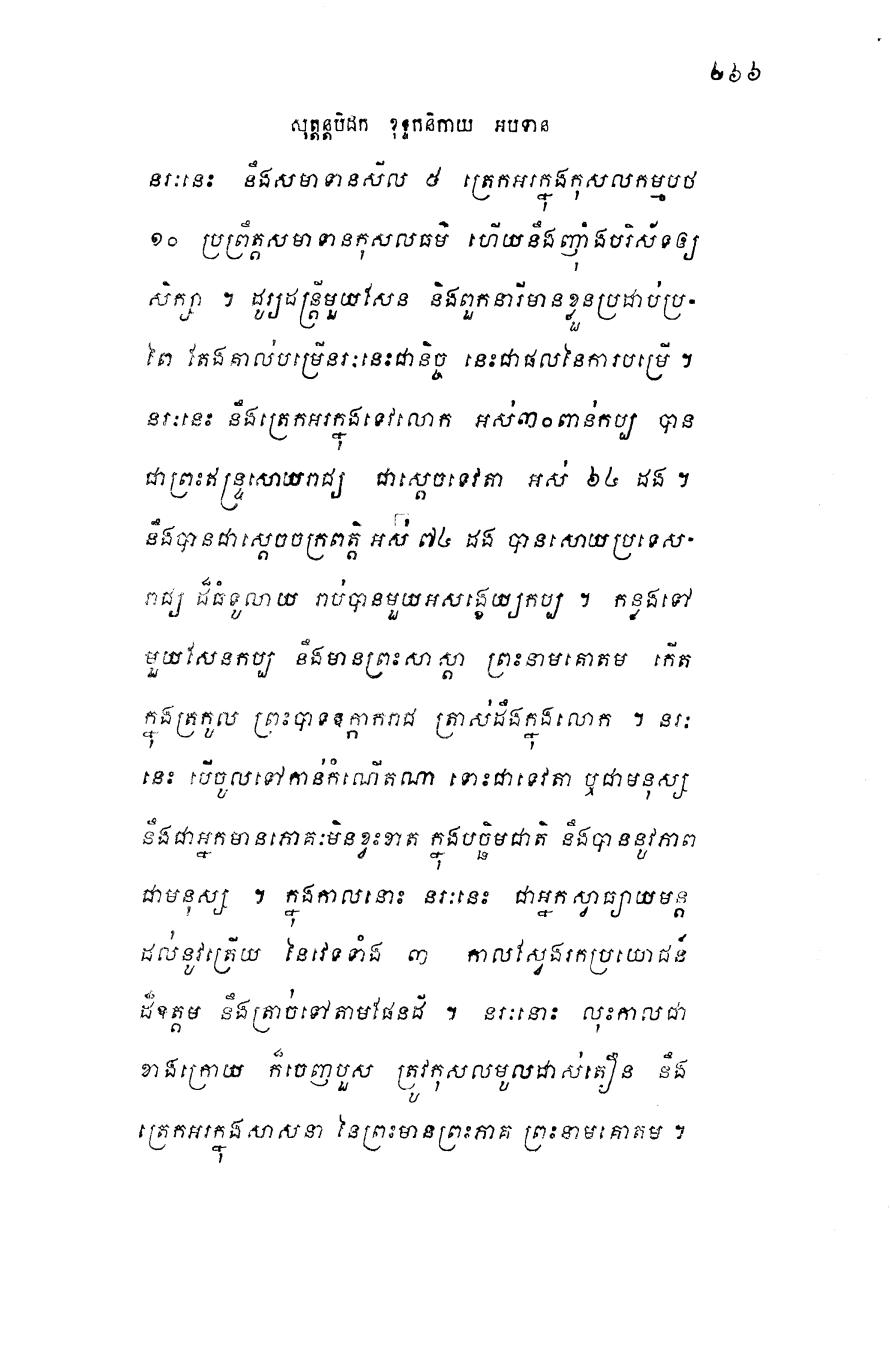 ២៦៦
សុត្តន្តបិដក ខុទ្ទកនិកាយ អបទាន
នរៈនេះ នឹងសមាទានសីល ៥ ត្រេកអរក្នុងកុសលកម្មបថ
១០ ប្រព្រឹត្តសមាទានកុសលធម៌ ហើយនឹងញ៉ាំងបរិស័ទឲ្យ
សិក្សា ។ ដូរ្យដន្ត្រីមួយសែន និងពួកនារីមានខ្លួនប្រដាប់ប្រ-
ពៃ តែងគាល់បម្រើនរៈនេះជានិច្ច នេះជាផលនៃការបម្រើ ។
នរៈនេះ នឹងត្រេកអរក្នុងទេវលោក អស់៣០ពាន់កប្ប បាន
ជាព្រះឥន្ទ្រសោយរាជ្យ ជាស្តេចទេវតា អស់ ៦៤ ដង ។
នឹងបានជាស្តេចចក្រពត្តិ អស់ ៧៤ ដង បានសោយប្រទេស-
រាជ្យ ដ៏ធំទូលាយ រាប់បានមួយអសង្ខេយ្យកប្ប ។ កន្លងទៅ
មួយសែនកប្ប នឹងមានព្រះសាស្តា ព្រះនាមគោតម កើត
ក្នុងត្រកូល ព្រះបាទឧក្កាករាជ ត្រាស់ដឹងក្នុងលោក ។ នរៈ
នេះ បើចូលទៅកាន់កំណើតណា ទោះជាទេវតា ឬជាមនុស្ស
នឹងជាអ្នកមានភោគៈមិនខ្វះខាត ក្នុងបច្ឆិមជាតិ នឹងបាននូវភាព
ជាមនុស្ស ។ ក្នុងកាលនោះ នរៈនេះ ជាអ្នកស្វាធ្យាយមន្ត
ដល់នូវត្រើយ នៃវេទទាំង ៣ កាលស្វែងរកប្រយោជន៍
ដ៏ឧត្តម នឹងត្រាច់ទៅតាមផែនដី ។ នរៈនោះ លុះកាលជា
ខាងក្រោយ ក៏ចេញបួស ត្រូវកុសលមូលដាស់តឿន នឹង
ត្រេកអរក្នុងសាសនា នៃព្រះមានព្រះភាគ ព្រះនាមគោតម ។